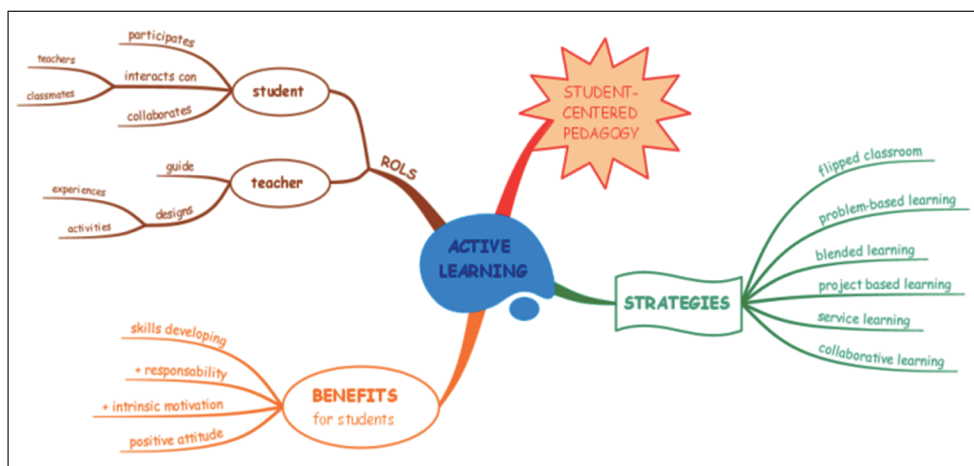 participates
teachers
interacts con
classmates
collaborates
student
guide
teacher
experiences
designs
activities
ROLS
STUDENT-
CENTERED
PEDAGOGY
ACTIVE
LEARNING
STRATEGIES
flipped classroom
problem-based learning
blended learning
project based learning
service learning
collaborative learning
skills developing
+ responsability
+ intrinsic motivation
positive attitude
BENEFITS
for students